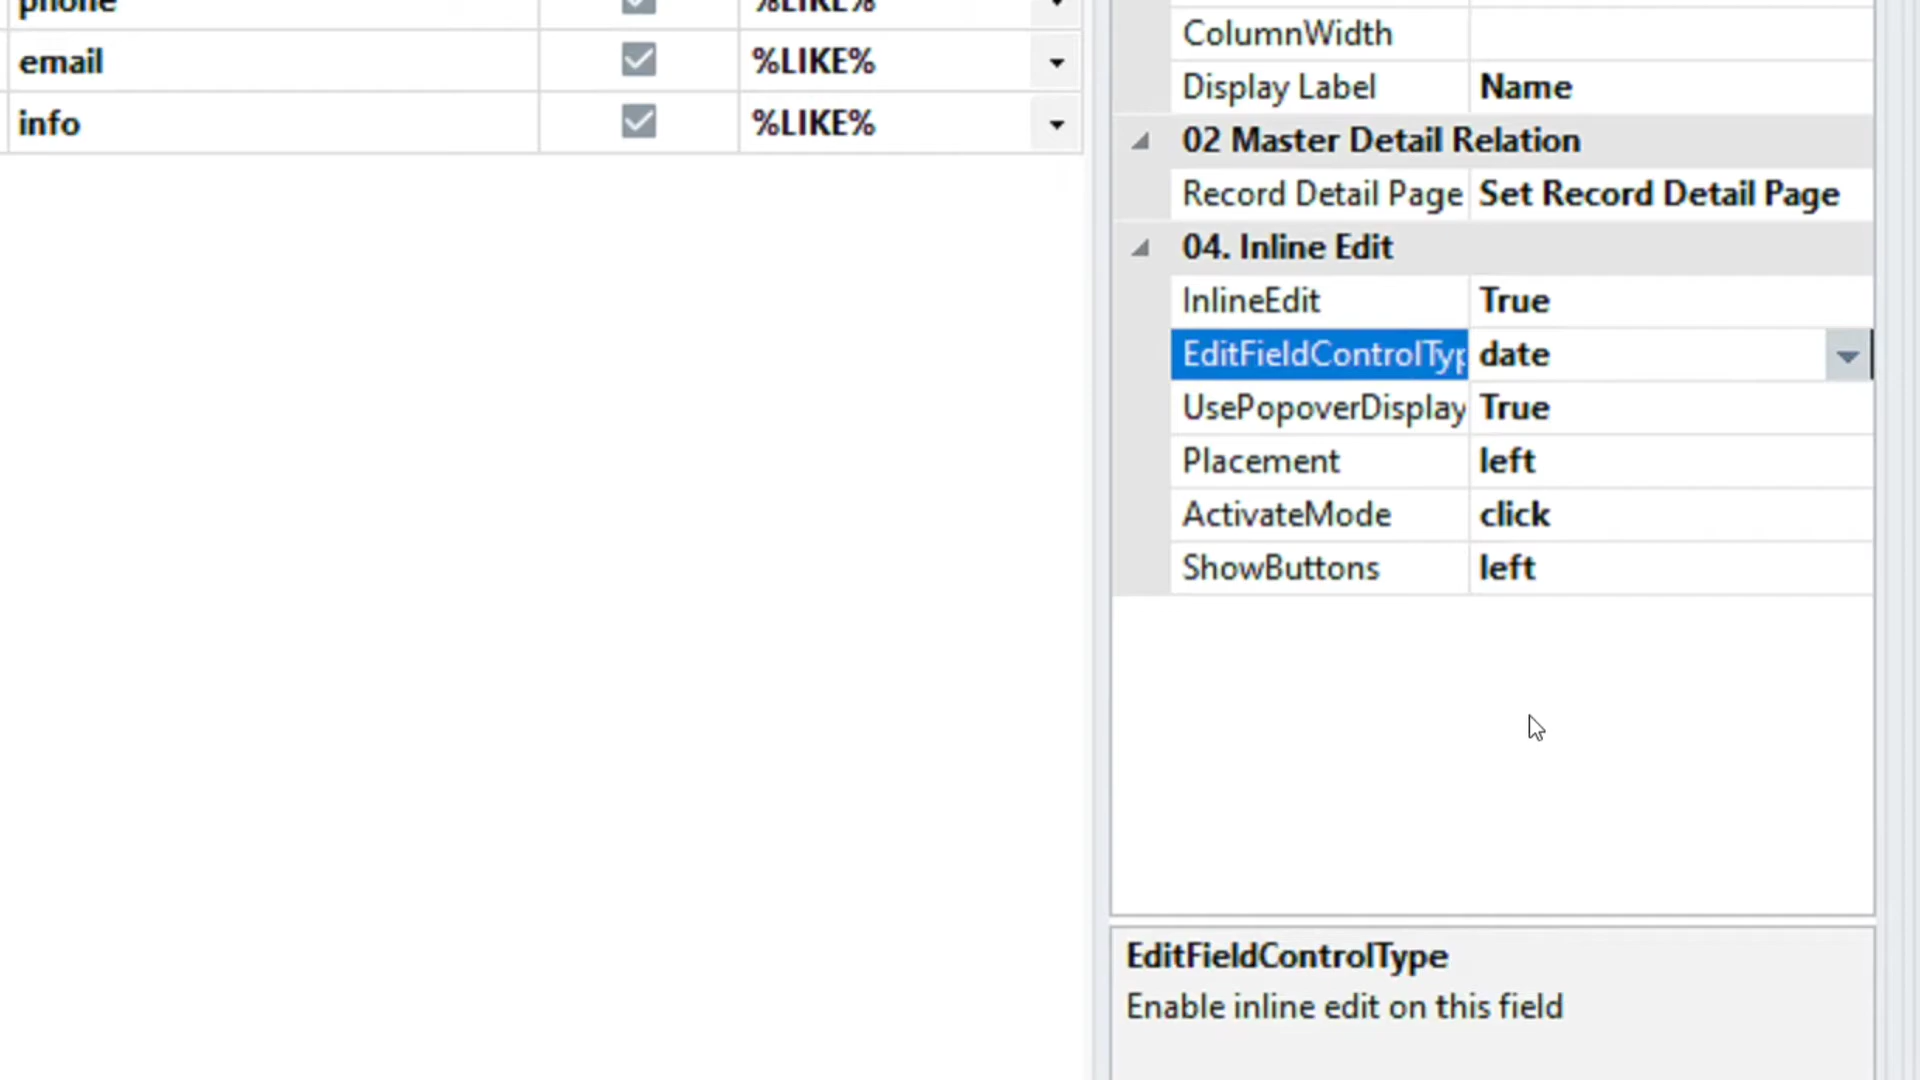 phone %LIKE%
email %LIKE%
info %LIKE%
ColumnWidth
Display Label Name
02 Master Detail Relation
Record Detail Page Set Record Detail Page
04. Inline Edit
InlineEdit True
EditFieldControlTyp date
UsePopoverDisplay True
Placement left
ActivateMode click
ShowButtons left
EditFieldControlType
Enable inline edit on this field